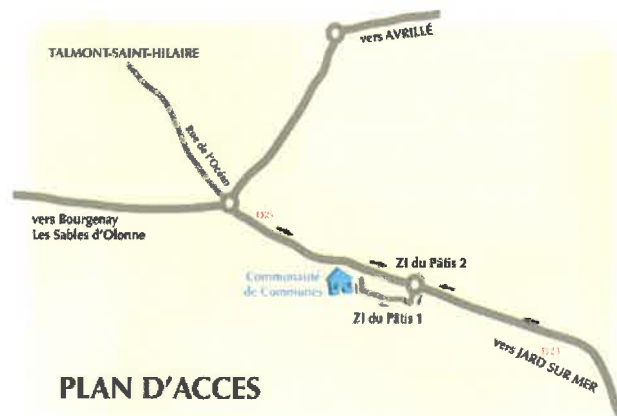 vers AVRILLÉ
TALMONT-SAINT-HILAIRE
Rue de l'Océan
vers Bourgenay
Les Sables d'Olonne
ZI du Pâtis 2
Communauté
de Communes
ZI du Pâtis 1
vers JARD SUR MER
PLAN D'ACCES